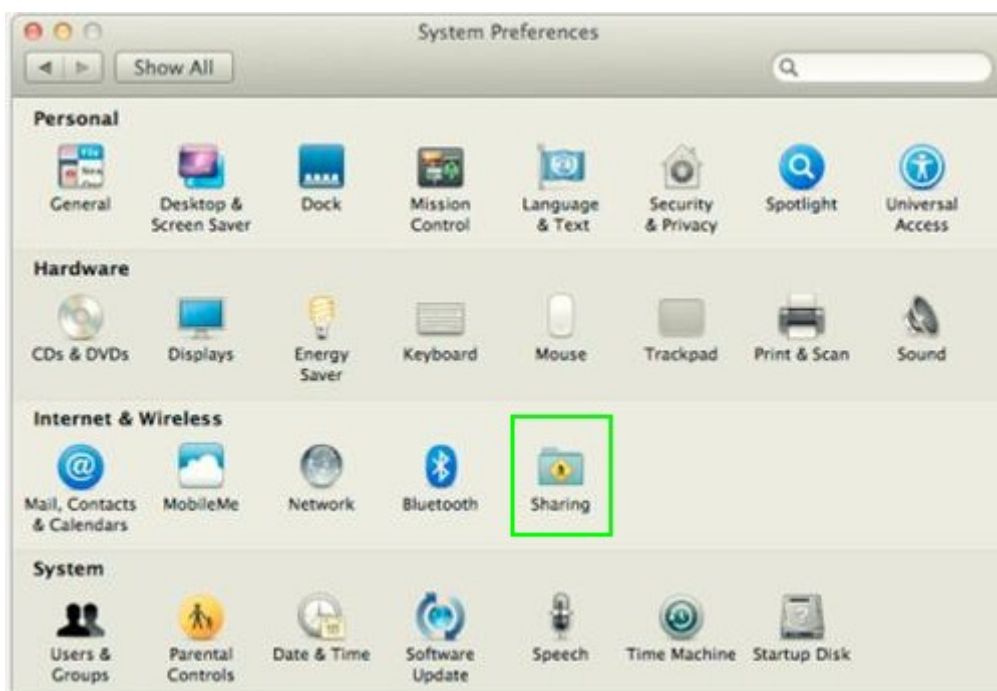 System Preferences
Show All
Personal
General
Desktop & Screen Saver
Dock
Mission Control
Language & Text
Security & Privacy
Spotlight
Universal Access
Hardware
CDs & DVDs
Displays
Energy Saver
Keyboard
Mouse
Trackpad
Print & Scan
Sound
Internet & Wireless
Mail, Contacts & Calendars
MobileMe
Network
Bluetooth
Sharing
System
Users & Groups
Parental Controls
Date & Time
Software Update
Speech
Time Machine
Startup Disk